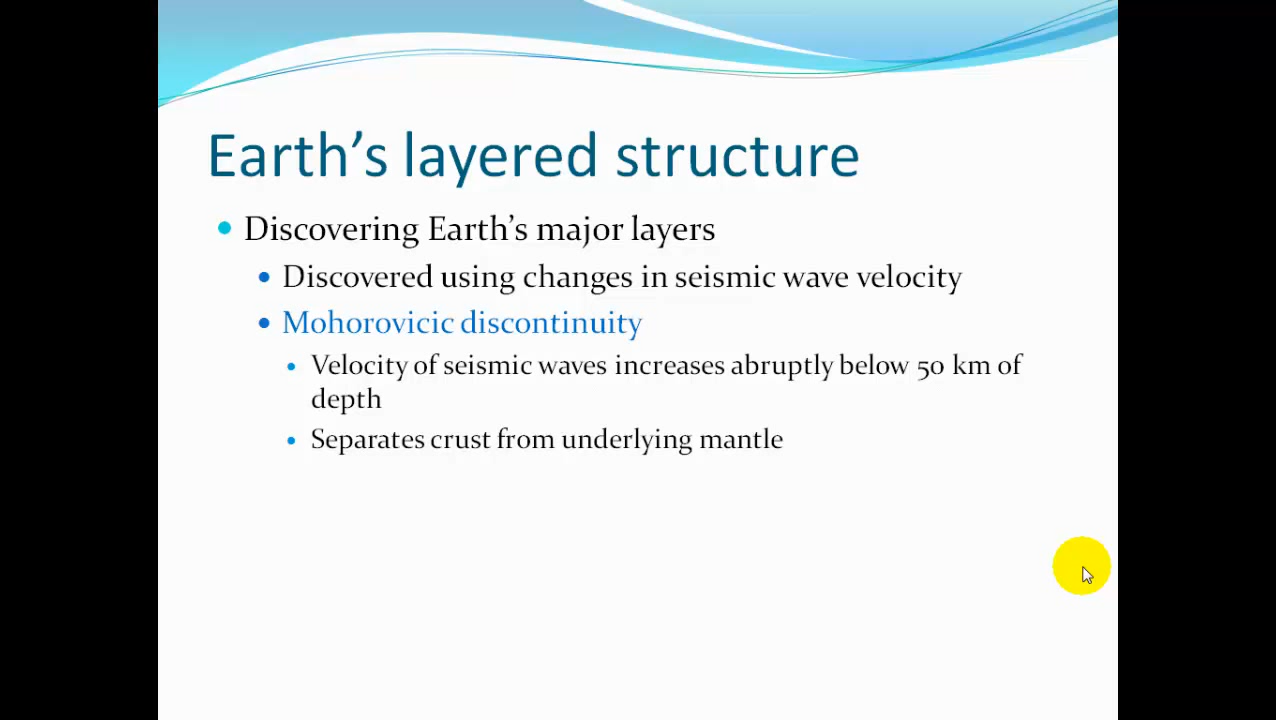 Earth’s layered structure
Discovering Earth’s major layers
Discovered using changes in seismic wave velocity
Mohorovicic discontinuity
Velocity of seismic waves increases abruptly below 50 km of
depth
Separates crust from underlying mantle